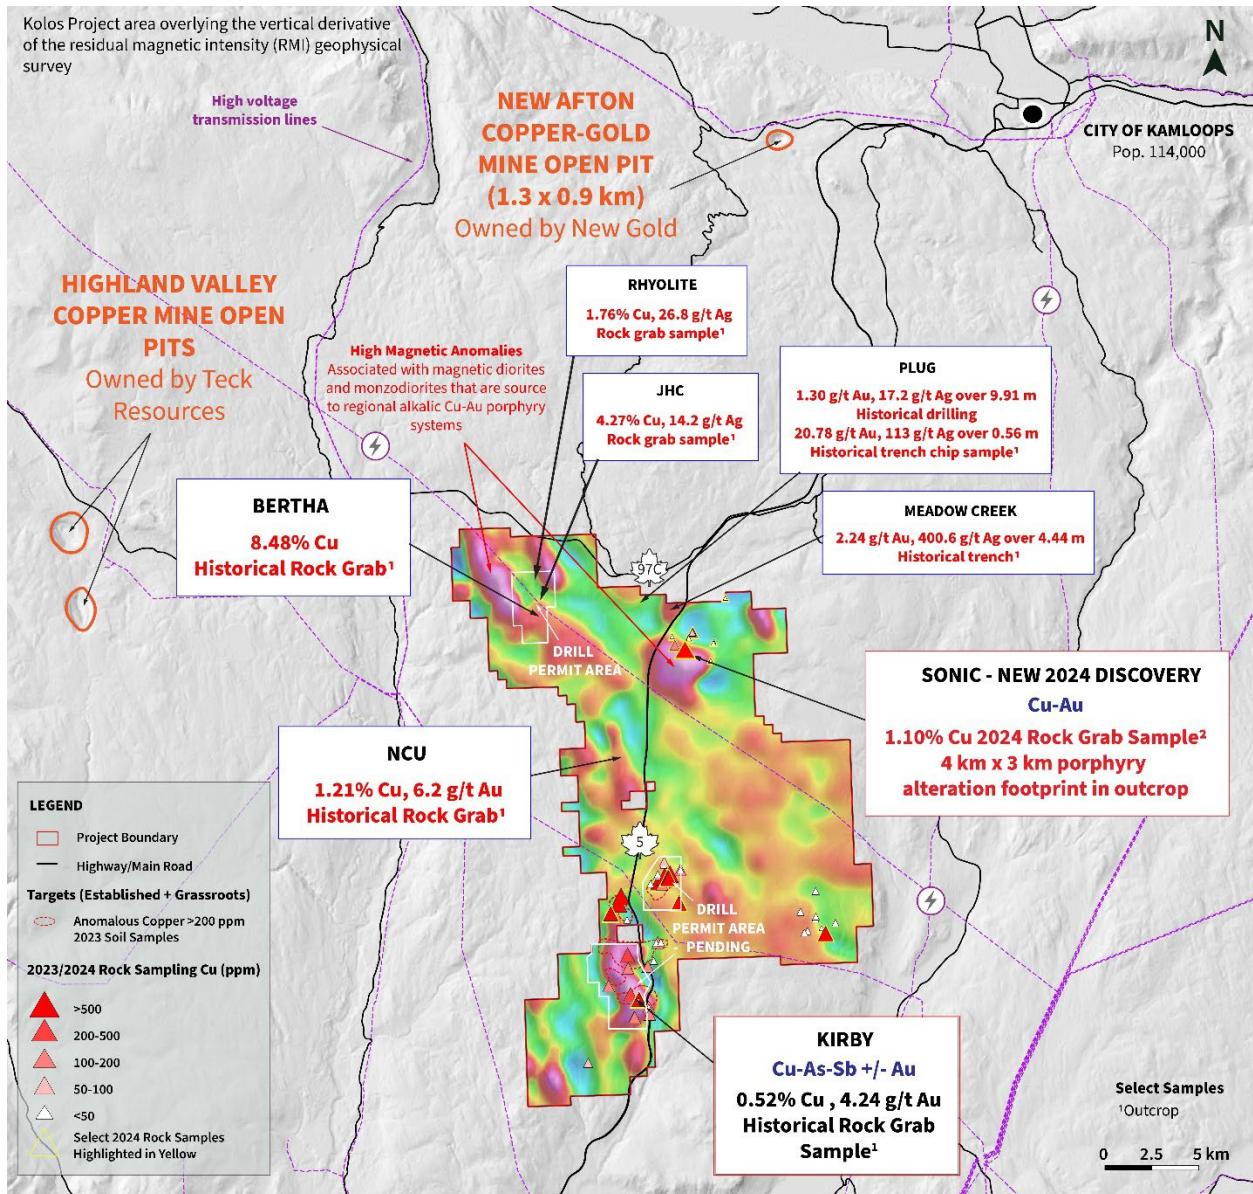 Kolos Project area overlying the vertical derivative
of the residual magnetic intensity (RMI) geophysical
survey
N
High voltage
transmission lines
NEW AFTON
COPPER-GOLD
MINE OPEN PIT
(1.3 x 0.9 km)
Owned by New Gold
CITY OF KAMLOOPS
Pop. 114,000
HIGHLAND VALLEY
COPPER MINE OPEN
PITS
Owned by Teck
Resources
High Magnetic Anomalies
Associated with magnetic diorites
and monzodiorites that are source
to regional alkalic Cu-Au porphyry
systems
RHYOLITE
1.76% Cu, 26.8 g/t Ag
Rock grab sample¹
JHC
4.27% Cu, 14.2 g/t Ag
Rock grab sample¹
PLUG
1.30 g/t Au, 17.2 g/t Ag over 9.91 m
Historical drilling
20.78 g/t Au, 113 g/t Ag over 0.56 m
Historical trench chip sample¹
MEADOW CREEK
2.24 g/t Au, 400.6 g/t Ag over 4.44 m
Historical trench¹
BERTHA
8.48% Cu
Historical Rock Grab¹
97C
DRILL
PERMIT AREA
SONIC - NEW 2024 DISCOVERY
Cu-Au
1.10% Cu 2024 Rock Grab Sample²
4 km x 3 km porphyry
alteration footprint in outcrop
NCU
1.21% Cu, 6.2 g/t Au
Historical Rock Grab¹
5
DRILL
PERMIT AREA
PENDING
KIRBY
Cu-As-Sb +/- Au
0.52% Cu , 4.24 g/t Au
Historical Rock Grab
Sample¹
LEGEND
Project Boundary
Highway/Main Road
Targets (Established + Grassroots)
Anomalous Copper >200 ppm
2023 Soil Samples
2023/2024 Rock Sampling Cu (ppm)
>500
200-500
100-200
50-100
<50
Select 2024 Rock Samples
Highlighted in Yellow
Select Samples
¹Outcrop
0 2.5 5 km